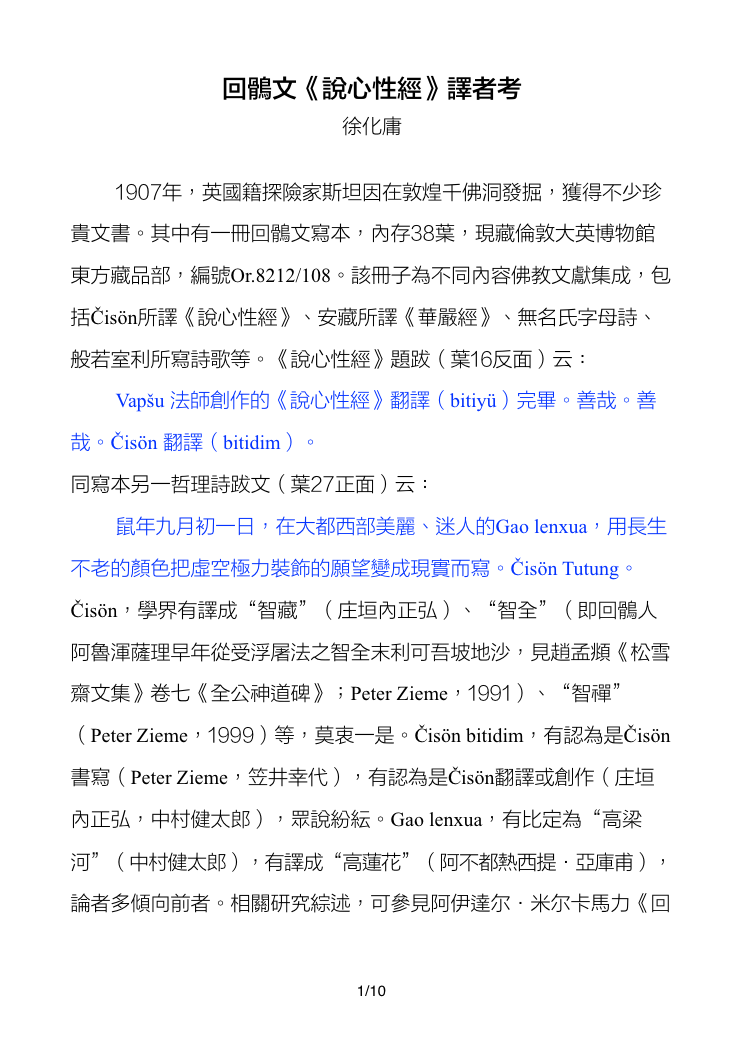 回鶻文《說心性經》譯者考
徐化庸
1907年，英國籍探險家斯坦因在敦煌千佛洞發掘，獲得不少珍
貴文書。其中有一冊回鶻文寫本，內存38葉，現藏倫敦大英博物館
東方藏品部，編號Or.8212/108。該冊子為不同內容佛教文獻集成，包
括Čisön所譯《說心性經》、安藏所譯《華嚴經》、無名氏字母詩、
般若室利所寫詩歌等。《說心性經》題跋（葉16反面）云：
Vapšu 法師創作的《說心性經》翻譯（bitiyü）完畢。善哉。善
哉。Čisön 翻譯（bitidim）。
同寫本另一哲理詩跋文（葉27正面）云：
鼠年九月初一日，在大都西部美麗、迷人的Gao lenxua，用長生
不老的顏色把虛空極力裝飾的願望變成現實而寫。Čisön Tutung。
Čisön，學界有譯成“智藏”（庄垣內正弘）、“智全”（即回鶻人
阿魯渾薩理早年從受浮屠法之智全末利可吾坡地沙，見趙孟頫《松雪
齋文集》卷七《全公神道碑》；Peter Zieme，1991）、“智禪”
（Peter Zieme，1999）等，莫衷一是。Čisön bitidim，有認為是Čisön
書寫（Peter Zieme，笠井幸代），有認為是Čisön翻譯或創作（庄垣
內正弘，中村健太郎），眾說紛紜。Gao lenxua，有比定為“高梁
河”（中村健太郎），有譯成“高蓮花”（阿不都熱西提．亞庫甫），
論者多傾向前者。相關研究綜述，可參見阿伊達尔．米尔卡馬力《回
1/10